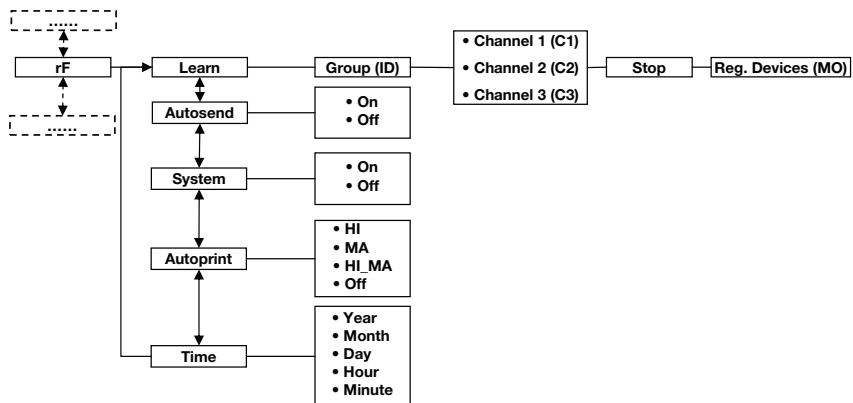 ......
rF
......
Learn
Group (ID)
• Channel 1 (C1)
• Channel 2 (C2)
• Channel 3 (C3)
Stop
Reg. Devices (MO)
Autosend
• On
• Off
System
• On
• Off
Autoprint
• HI
• MA
• HI_MA
• Off
Time
• Year
• Month
• Day
• Hour
• Minute